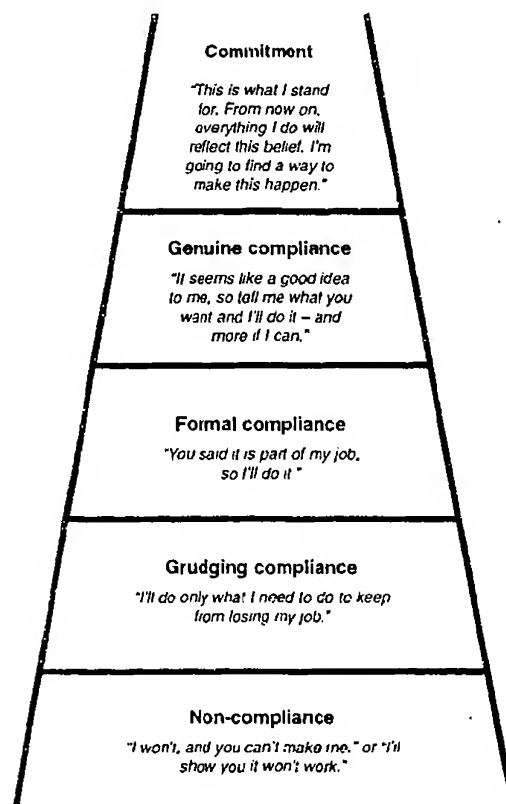 Commitment
"This is what I stand
for. From now on,
everything I do will
reflect this belief. I'm
going to find a way to
make this happen."
Genuine compliance
"It seems like a good idea
to me, so tell me what you
want and I'll do it – and
more if I can."
Formal compliance
"You said it is part of my job,
so I'll do it"
Grudging compliance
"I'll do only what I need to do to keep
from losing my job."
Non-compliance
"I won't, and you can't make me." or "I'll
show you it won't work."